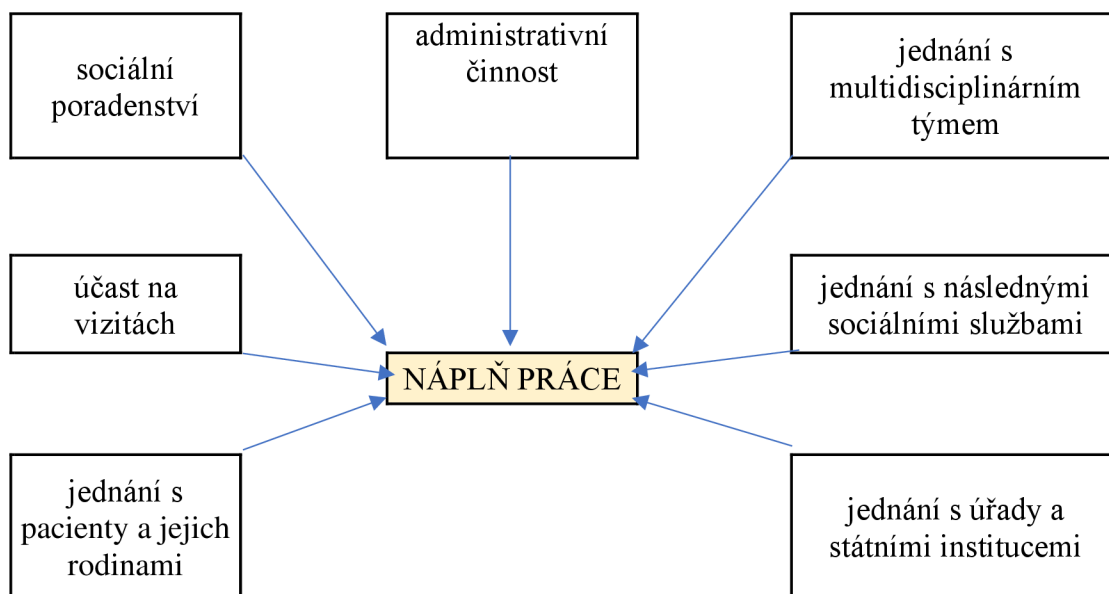 sociální
poradenství
administrativní
činnost
jednání s
multidisciplinárním
týmem
účast na
vizitách
jednání s následnými
sociálními službami
NÁPLŇ PRÁCE
jednání s
pacienty a jejich
rodinami
jednání s úřady a
státními institucemi